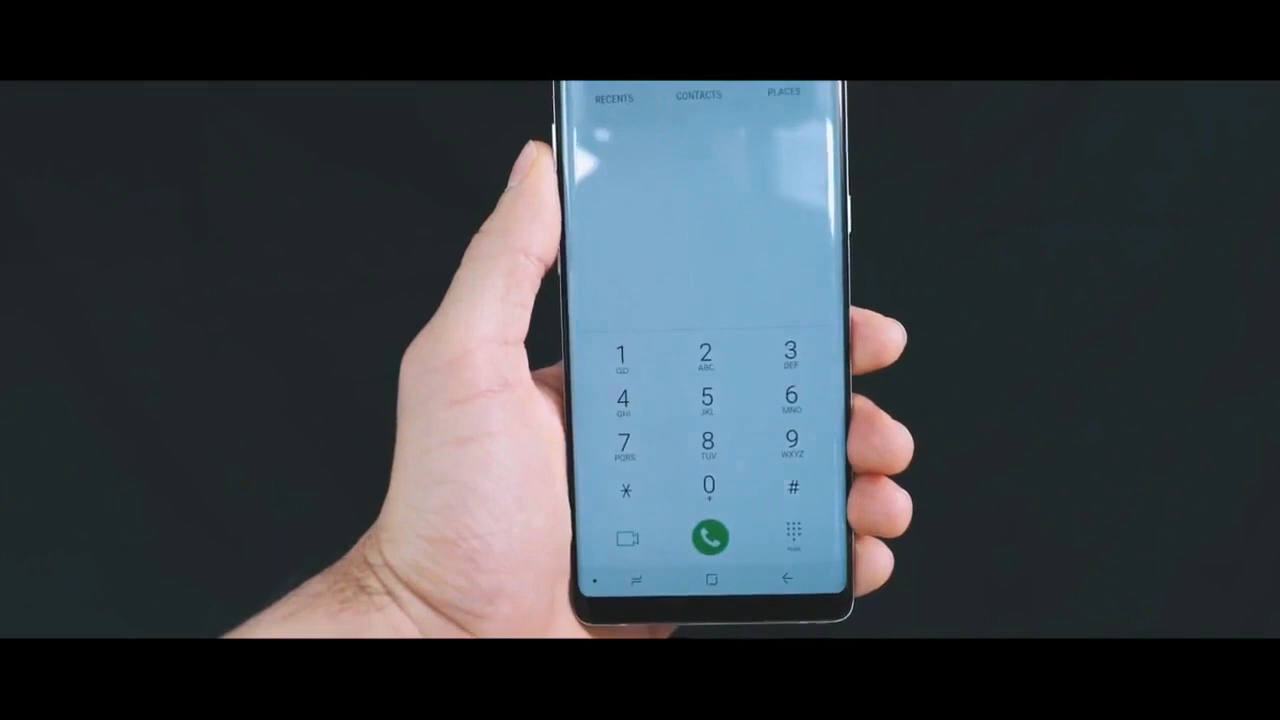 RECENTS CONTACTS PLACES
1 2 3
ABC DEF
4 5 6
GHI JKL MNO
7 8 9
PQRS TUV WXYZ
* 0 #
+